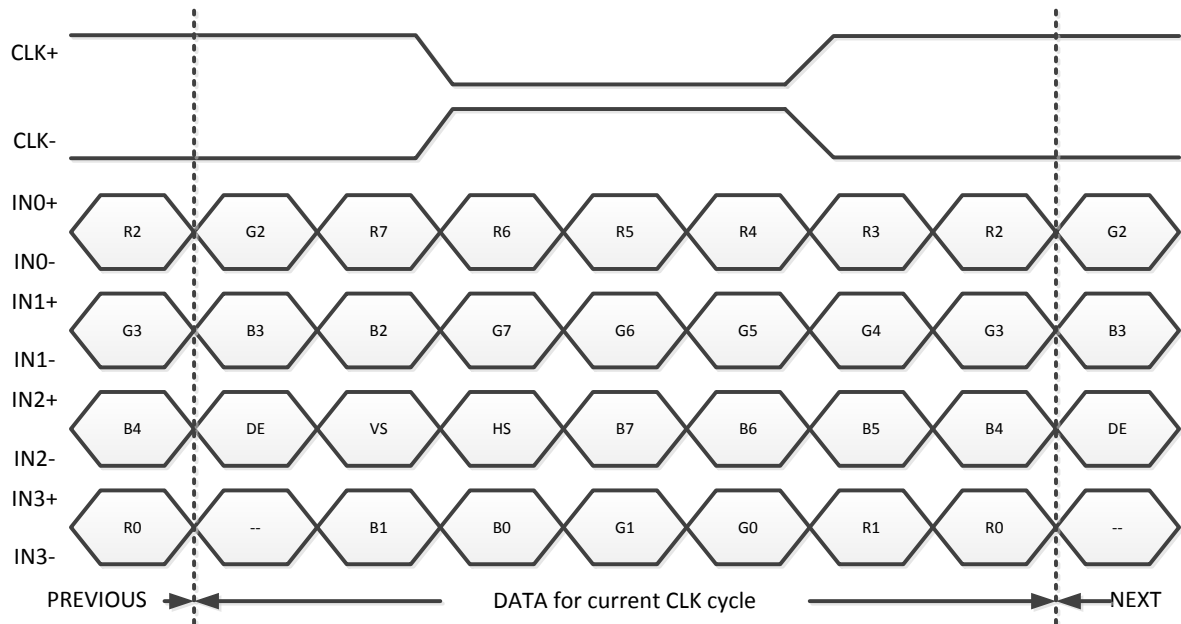 CLK+
CLK-
IN0+
R2 G2 R7 R6 R5 R4 R3 R2 G2
IN0-
IN1+
G3 B3 B2 G7 G6 G5 G4 G3 B3
IN1-
IN2+
B4 DE VS HS B7 B6 B5 B4 DE
IN2-
IN3+
R0 -- B1 B0 G1 G0 R1 R0 --
IN3-
PREVIOUS DATA for current CLK cycle NEXT